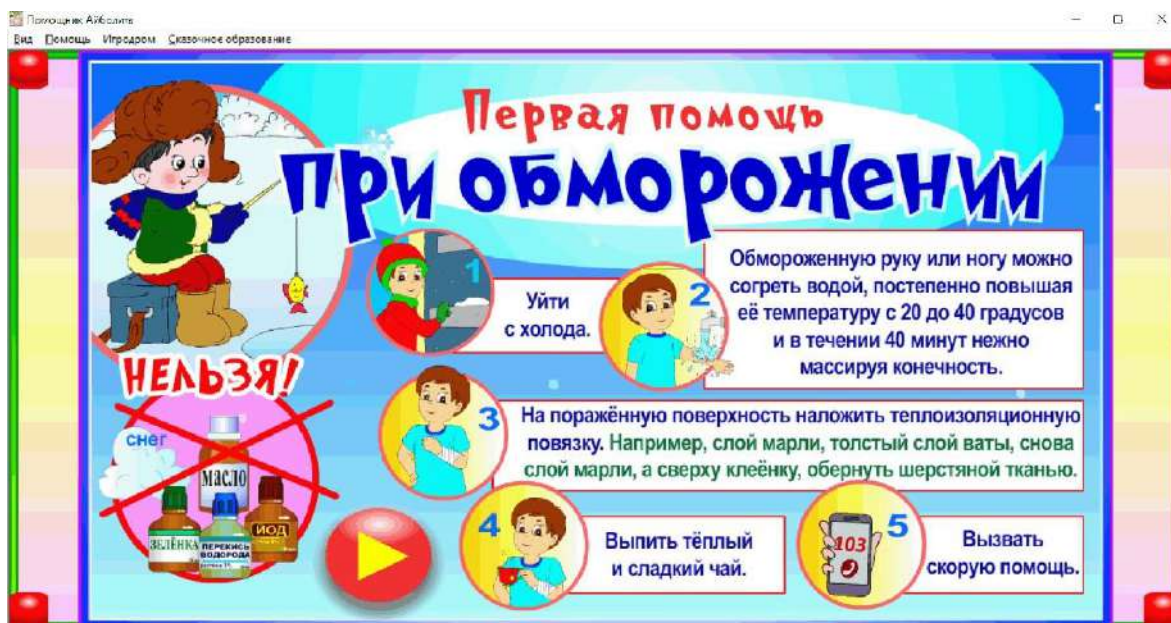 Помощник Айболита
Вид Помощь Игродром Сказочное образование
Первая помощь
при обморожении
1
Уйти
с холода.
2
Обмороженную руку или ногу можно
согреть водой, постепенно повышая
её температуру с 20 до 40 градусов
и в течении 40 минут нежно
массируя конечность.
НЕЛЬЗЯ!
снег
масло
ЗЕЛЁНКА
ПЕРЕКИСЬ
ВОДОРОДА
ЙОД
3
На поражённую поверхность наложить теплоизоляционную
повязку. Например, слой марли, толстый слой ваты, снова
слой марли, а сверху клеёнку, обернуть шерстяной тканью.
4
Выпить тёплый
и сладкий чай.
103
5
Вызвать
скорую помощь.